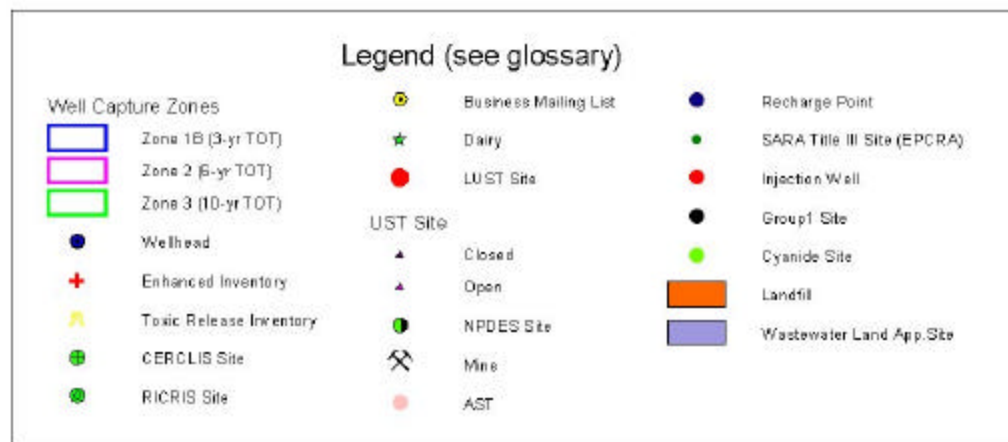 Legend (see glossary)
Well Capture Zones
Zone 1B (3-yr TOT)
Zone 2 (6-yr TOT)
Zone 3 (10-yr TOT)
Wellhead
Enhanced Inventory
Toxic Release Inventory
CERCLIS Site
RICRIS Site
Business Mailing List
Dairy
LUST Site
UST Site
Closed
Open
NPDES Site
Mine
AST
Recharge Point
SARA Title III Site (EPCRA)
Injection Well
Group1 Site
Cyanide Site
Landfill
Wastewater Land App.Site